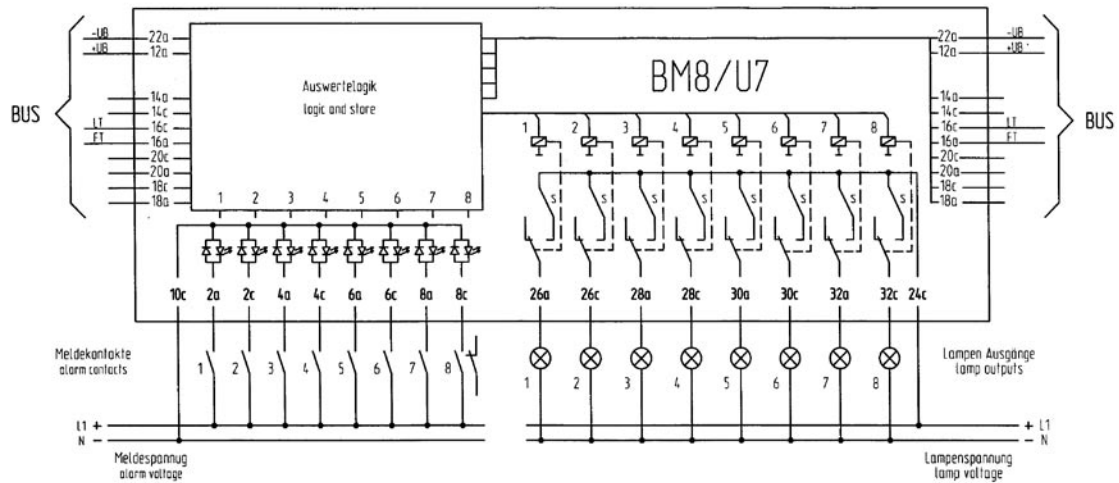 -UB 22a 22a -UB
+UB 12a 12a +UB
BM8/U7
Auswertelogik
logic and store
BUS BUS
14a 14a
14c 14c
LT 16c 16c LT
FT 16a 16a FT
20c 20c
20a 20a
18c 18c
18a 18a
1 2 3 4 5 6 7 8
1 2 3 4 5 6 7 8
S S S S S S S S
10c 2a 2c 4a 4c 6a 6c 8a 8c
26a 26c 28a 28c 30a 30c 32a 32c 24c
Meldekontakte
alarm contacts
1 2 3 4 5 6 7 8
Lampen Ausgänge
lamp outputs
1 2 3 4 5 6 7 8
L1 + + L1
N - - N
Meldespannug
alarm voltage
Lampenspannung
lamp voltage